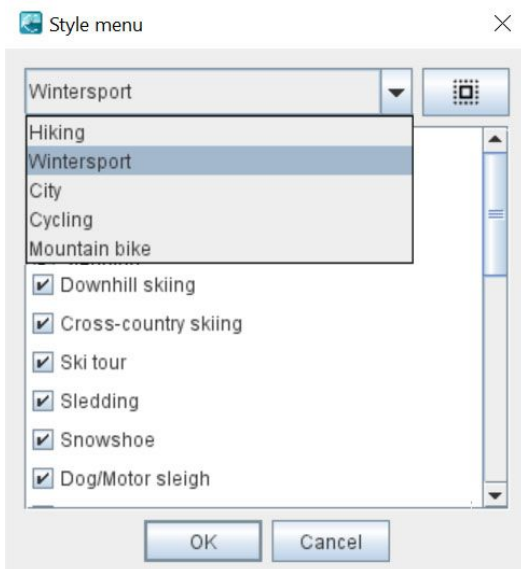 Style menu
Wintersport
Hiking
Wintersport
City
Cycling
Mountain bike
Downhill skiing
Cross-country skiing
Ski tour
Sledding
Snowshoe
Dog/Motor sleigh
OK
Cancel